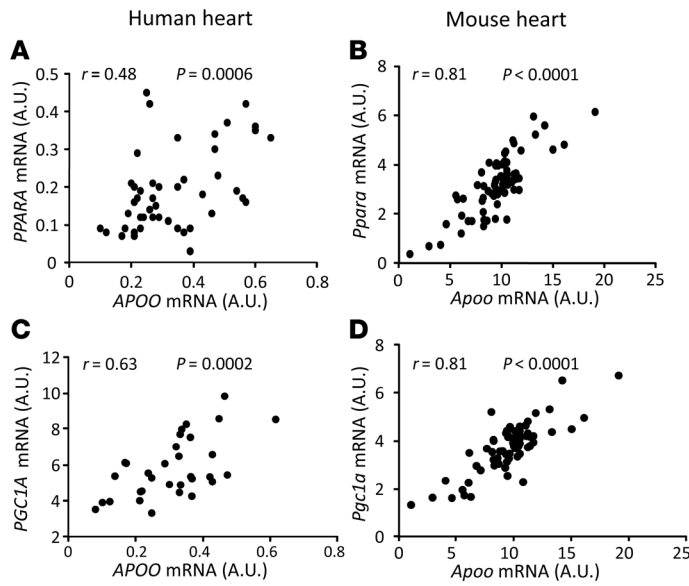 Human heart
Mouse heart
A
r = 0.48 P = 0.0006
0.5
0.4
0.3
0.2
0.1
0
PPARA mRNA (A.U.)
0 0.2 0.4 0.6 0.8
APOO mRNA (A.U.)
B
r = 0.81 P < 0.0001
8
6
4
2
0
Ppara mRNA (A.U.)
0 5 10 15 20 25
Apoo mRNA (A.U.)
C
r = 0.63 P = 0.0002
12
10
8
6
4
2
PGC1A mRNA (A.U.)
0 0.2 0.4 0.6 0.8
APOO mRNA (A.U.)
D
r = 0.81 P < 0.0001
8
6
4
2
0
Pgc1a mRNA (A.U.)
0 5 10 15 20 25
Apoo mRNA (A.U.)